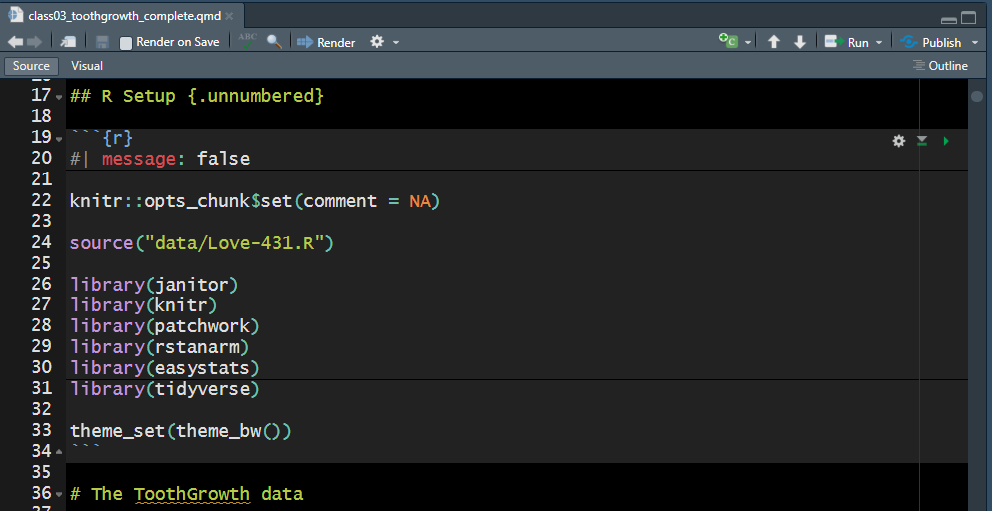 class03_toothgrowth_complete.qmd ×
Render on Save ABC Render Run Publish
Source Visual Outline
17 ## R Setup {.unnumbered}
18
19 ```{r}
20 #| message: false
21
22 knitr::opts_chunk$set(comment = NA)
23
24 source("data/Love-431.R")
25
26 library(janitor)
27 library(knitr)
28 library(patchwork)
29 library(rstanarm)
30 library(easystats)
31 library(tidyverse)
32
33 theme_set(theme_bw())
34 ```
35
36 # The ToothGrowth data